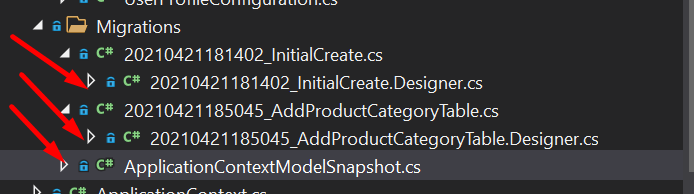 UserProfileConfiguration.cs
Migrations
C# 20210421181402_InitialCreate.cs
C# 20210421181402_InitialCreate.Designer.cs
C# 20210421185045_AddProductCategoryTable.cs
C# 20210421185045_AddProductCategoryTable.Designer.cs
C# ApplicationContextModelSnapshot.cs
C# ApplicationContext.cs